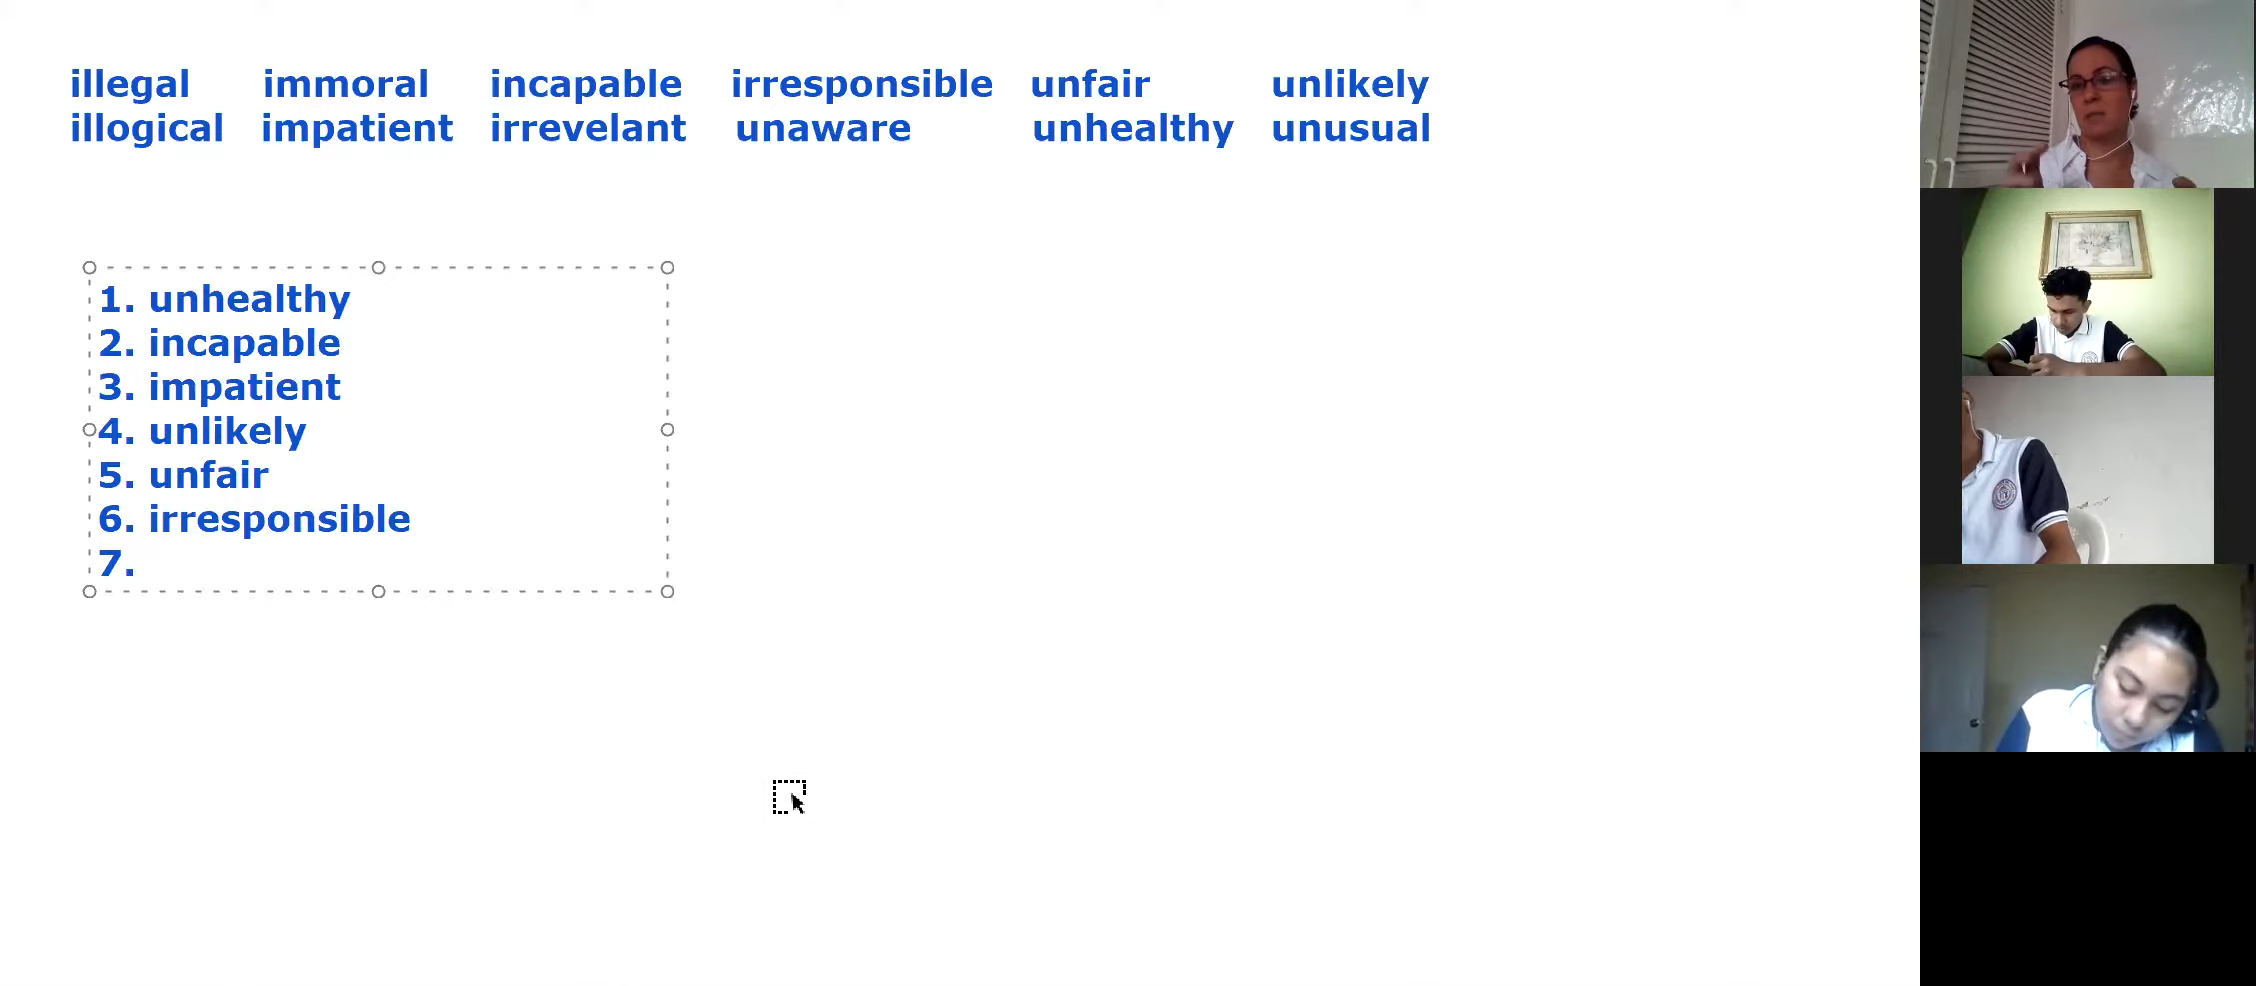 illegal immoral incapable irresponsible unfair unlikely
illogical impatient irrevelant unaware unhealthy unusual
1. unhealthy
2. incapable
3. impatient
4. unlikely
5. unfair
6. irresponsible
7.